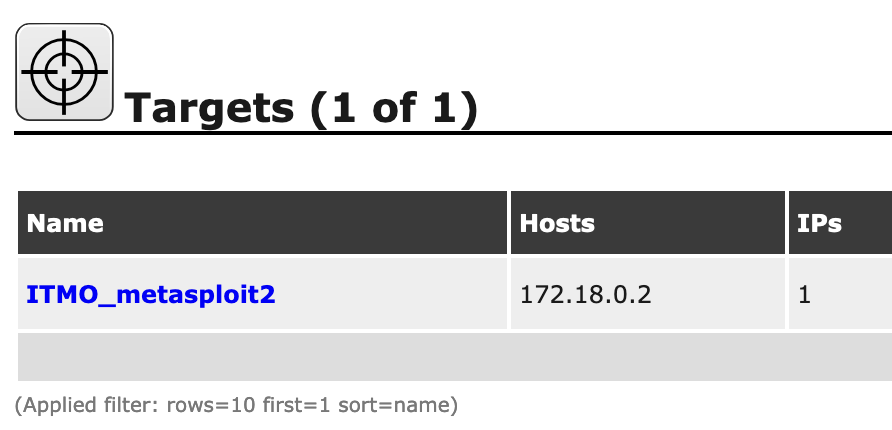 Targets (1 of 1)
Name Hosts IPs
ITMO_metasploit2 172.18.0.2 1
(Applied filter: rows=10 first=1 sort=name)